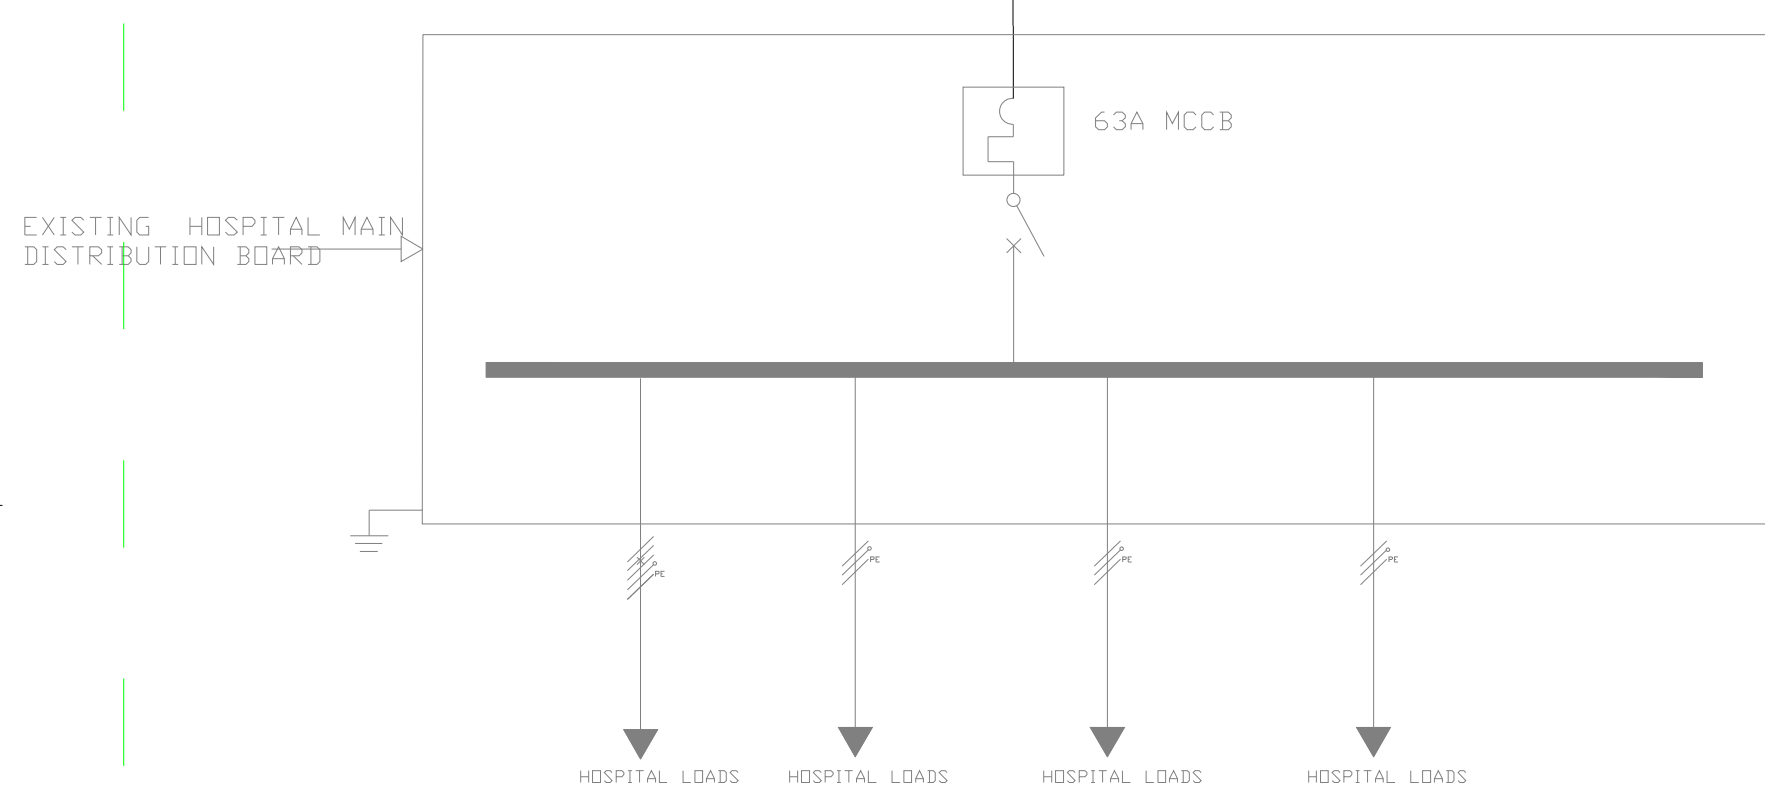 63A MCCB
EXISTING HOSPITAL MAIN
DISTRIBUTION BOARD
PE
PE
PE
PE
HOSPITAL LOADS
HOSPITAL LOADS
HOSPITAL LOADS
HOSPITAL LOADS